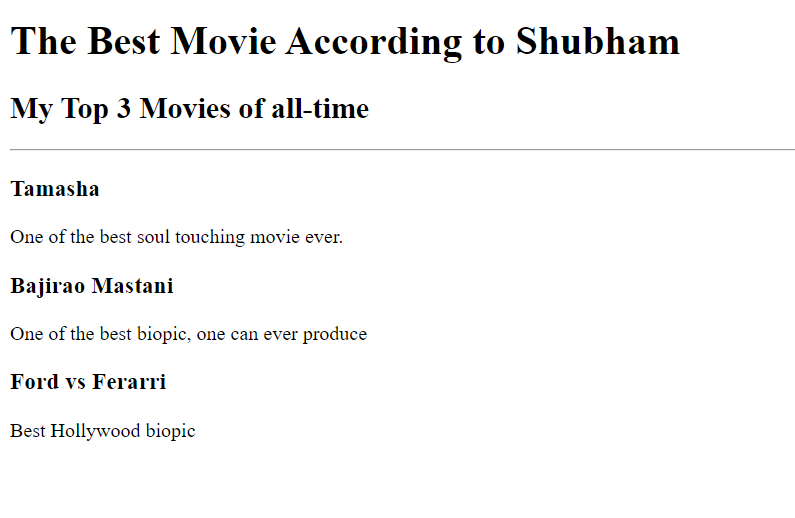 The Best Movie According to Shubham
My Top 3 Movies of all-time
Tamasha
One of the best soul touching movie ever.
Bajirao Mastani
One of the best biopic, one can ever produce
Ford vs Ferarri
Best Hollywood biopic